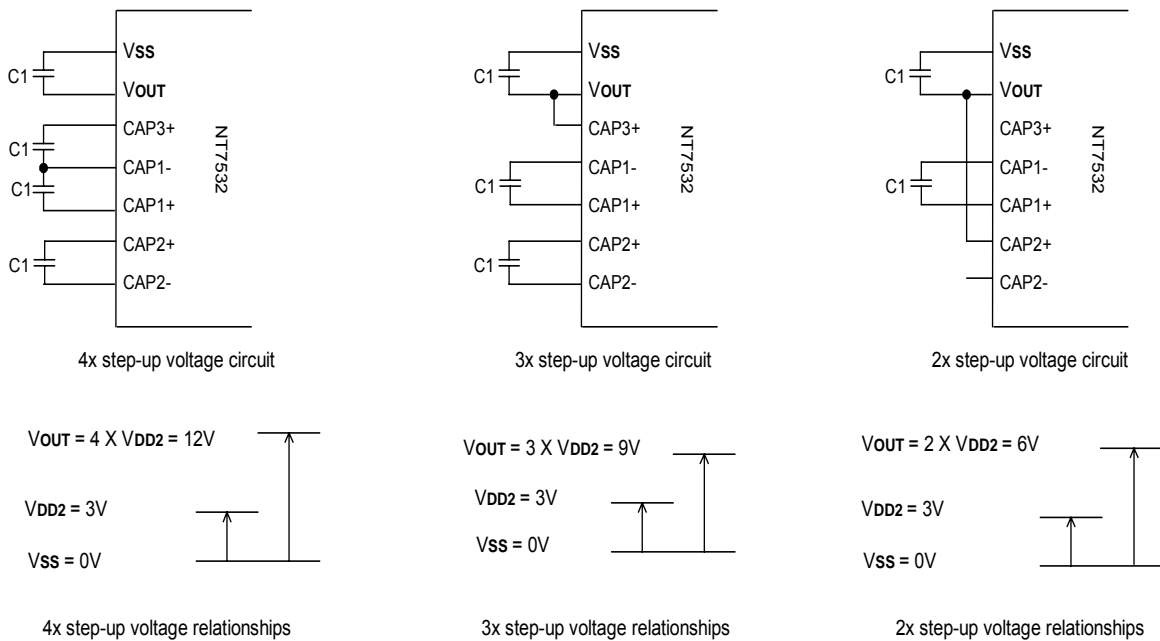 VSS
C1
VOUT
CAP3+
C1
CAP1-
C1
CAP1+
CAP2+
C1
CAP2-
NT7532
4x step-up voltage circuit
VSS
C1
VOUT
CAP3+
CAP1-
C1
CAP1+
CAP2+
C1
CAP2-
NT7532
3x step-up voltage circuit
VSS
C1
VOUT
CAP3+
CAP1-
C1
CAP1+
CAP2+
CAP2-
NT7532
2x step-up voltage circuit
VOUT = 4 X VDD2 = 12V
VDD2 = 3V
VSS = 0V
4x step-up voltage relationships
VOUT = 3 X VDD2 = 9V
VDD2 = 3V
VSS = 0V
3x step-up voltage relationships
VOUT = 2 X VDD2 = 6V
VDD2 = 3V
VSS = 0V
2x step-up voltage relationships